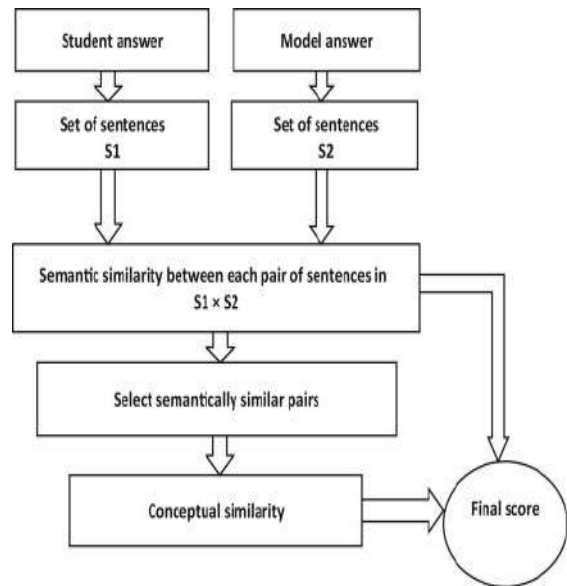 Student answer
Model answer
Set of sentences
S1
Set of sentences
S2
Semantic similarity between each pair of sentences in
S1 × S2
Select semantically similar pairs
Conceptual similarity
Final score